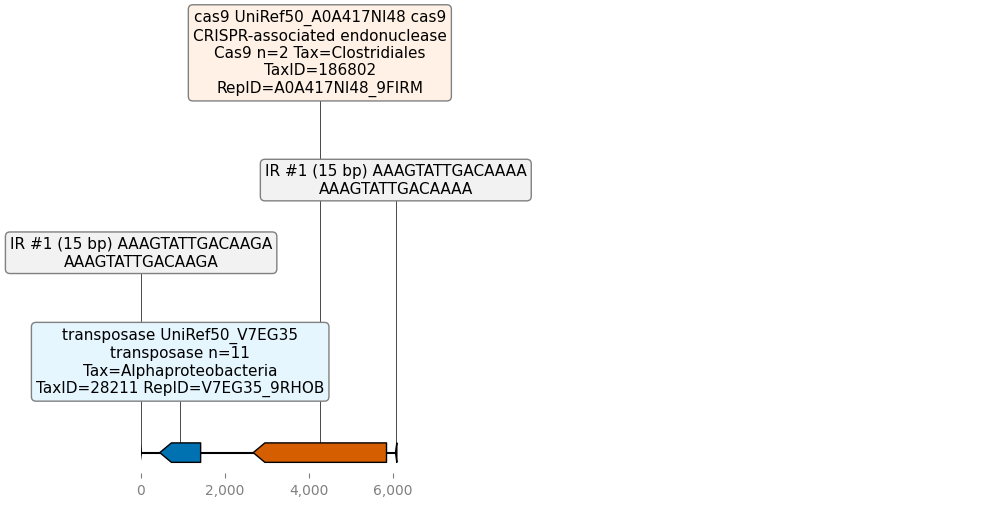 cas9 UniRef50_A0A417NI48 cas9
CRISPR-associated endonuclease
Cas9 n=2 Tax=Clostridiales
TaxID=186802
RepID=A0A417NI48_9FIRM
IR #1 (15 bp) AAAGTATTGACAAAA
AAAGTATTGACAAAA
IR #1 (15 bp) AAAGTATTGACAAGA
AAAGTATTGACAAGA
transposase UniRef50_V7EG35
transposase n=11
Tax=Alphaproteobacteria
TaxID=28211 RepID=V7EG35_9RHOB
0 2,000 4,000 6,000